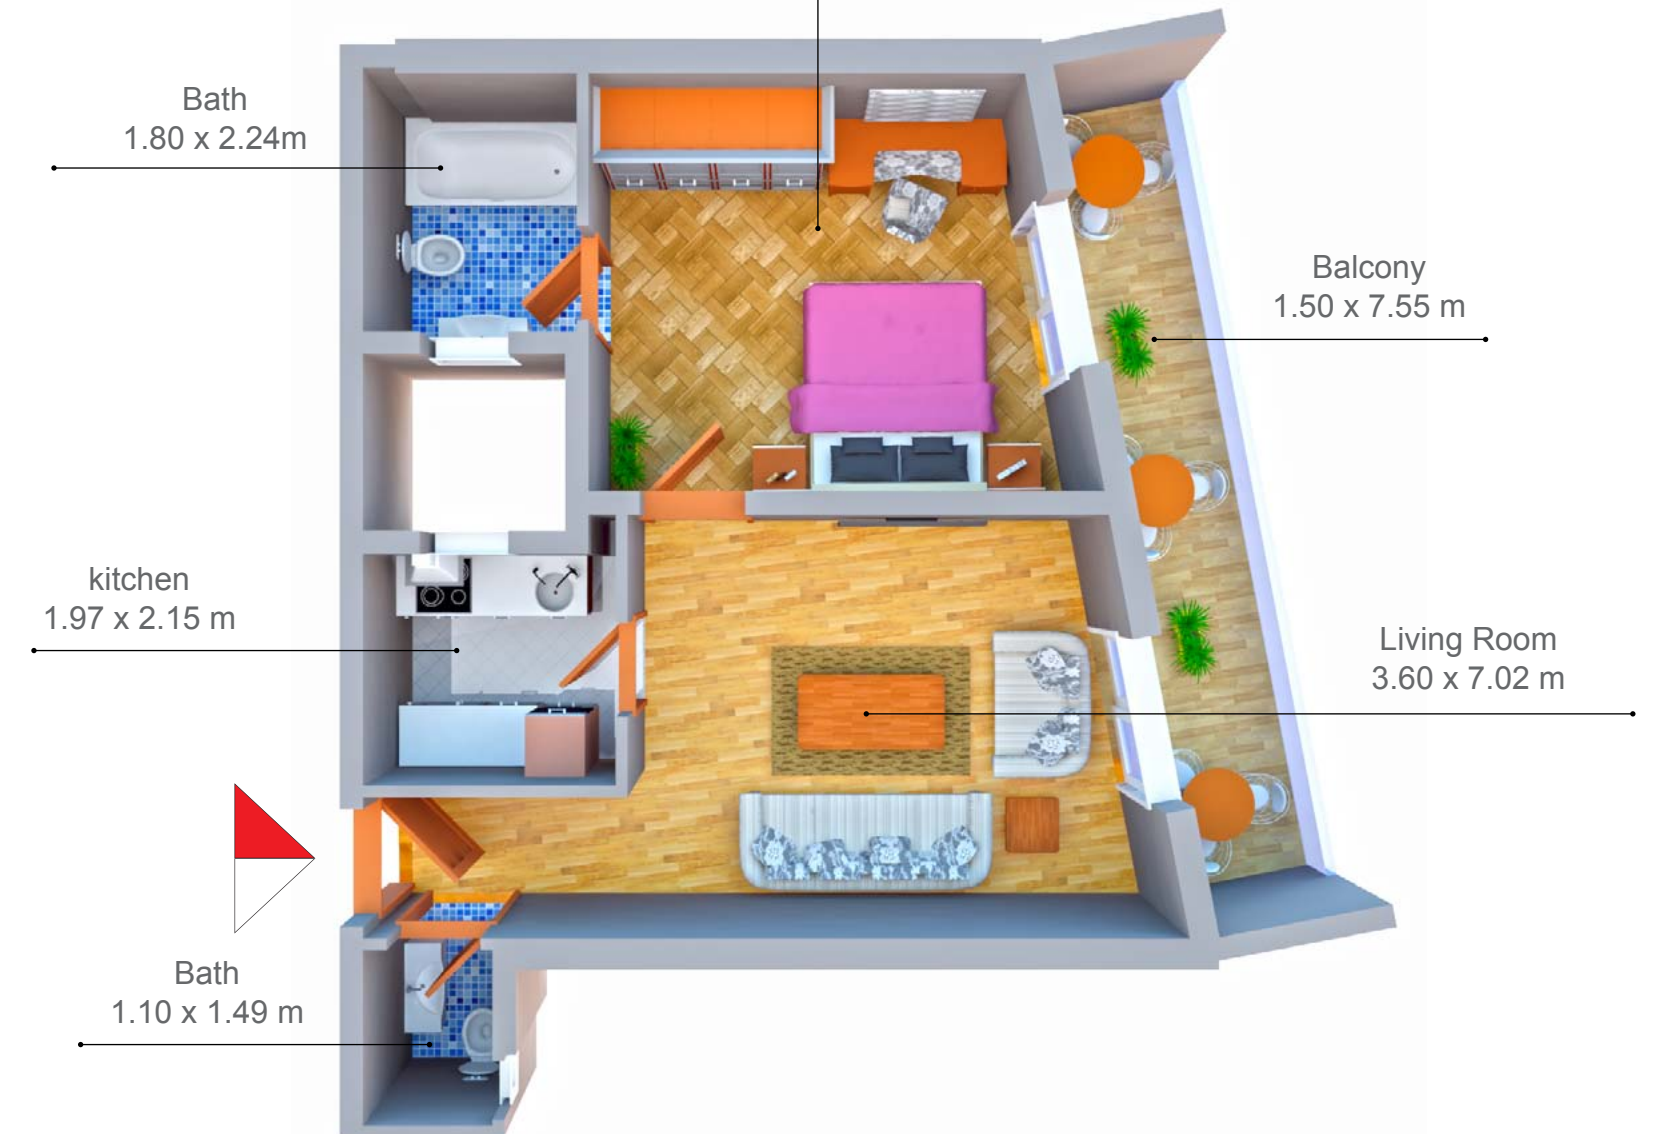 Bath
1.80 x 2.24m
Balcony
1.50 x 7.55 m
kitchen
1.97 x 2.15 m
Living Room
3.60 x 7.02 m
Bath
1.10 x 1.49 m